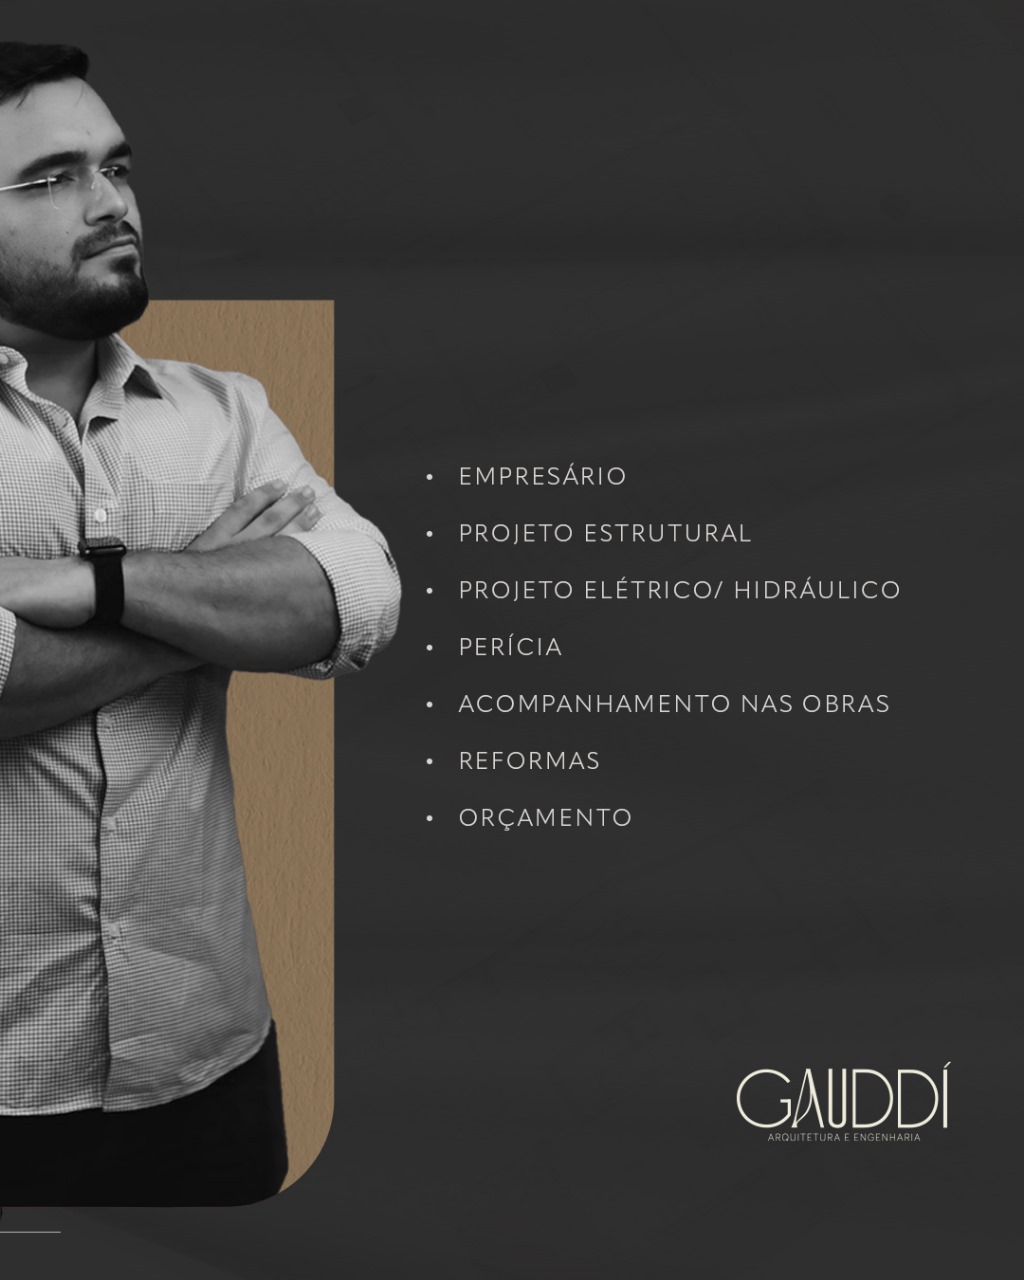 • EMPRESÁRIO
• PROJETO ESTRUTURAL
• PROJETO ELÉTRICO/ HIDRÁULICO
• PERÍCIA
• ACOMPANHAMENTO NAS OBRAS
• REFORMAS
• ORÇAMENTO
GAUDDÍ
ARQUITETURA E ENGENHARIA